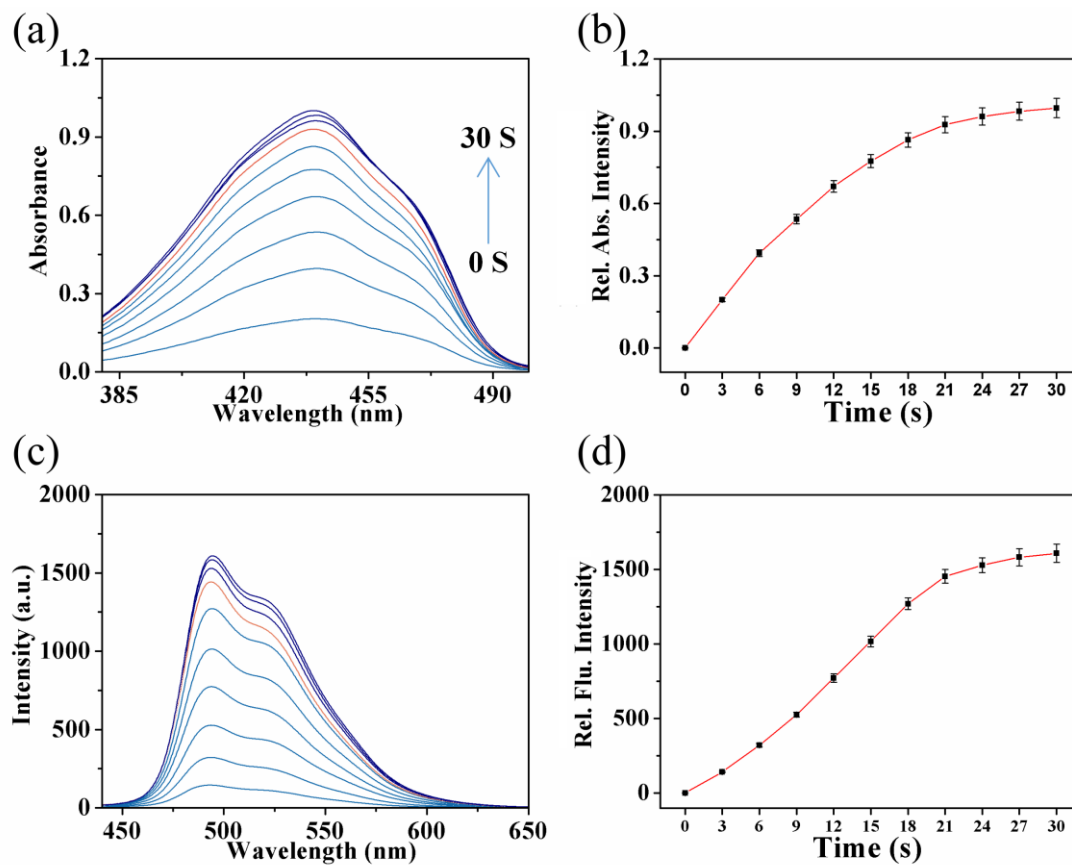 (a)
1.2
0.9
0.6
0.3
0.0
Absorbance
30 S
0 S
385 420 455 490
Wavelength (nm)
(b)
1.2
0.9
0.6
0.3
0.0
Rel. Abs. Intensity
0 3 6 9 12 15 18 21 24 27 30
Time (s)
(c)
2000
1500
1000
500
0
Intensity (a.u.)
450 500 550 600 650
Wavelength (nm)
(d)
2000
1500
1000
500
0
Rel. Flu. Intensity
0 3 6 9 12 15 18 21 24 27 30
Time (s)